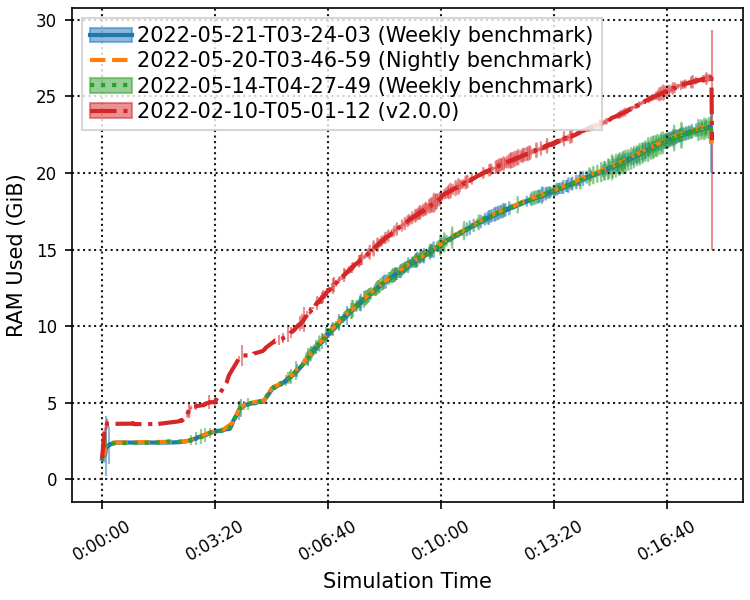 2022-05-21-T03-24-03 (Weekly benchmark)
2022-05-20-T03-46-59 (Nightly benchmark)
2022-05-14-T04-27-49 (Weekly benchmark)
2022-02-10-T05-01-12 (v2.0.0)
RAM Used (GiB)
30
25
20
15
10
5
0
0:00:00
0:03:20
0:06:40
0:10:00
0:13:20
0:16:40
Simulation Time